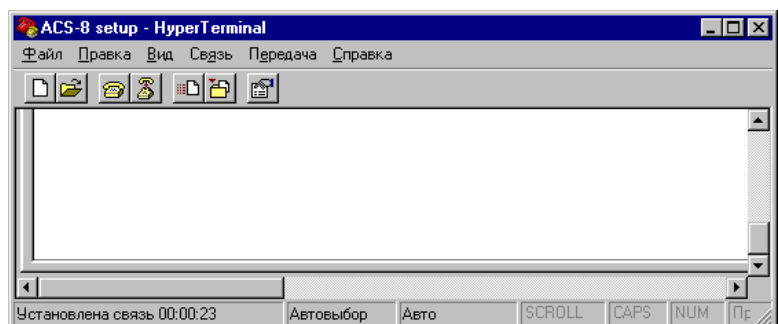 ACS-8 setup - HyperTerminal
Файл Правка Вид Связь Передача Справка
Установлена связь 00:00:23 Автовыбор Авто SCROLL CAPS NUM Пр